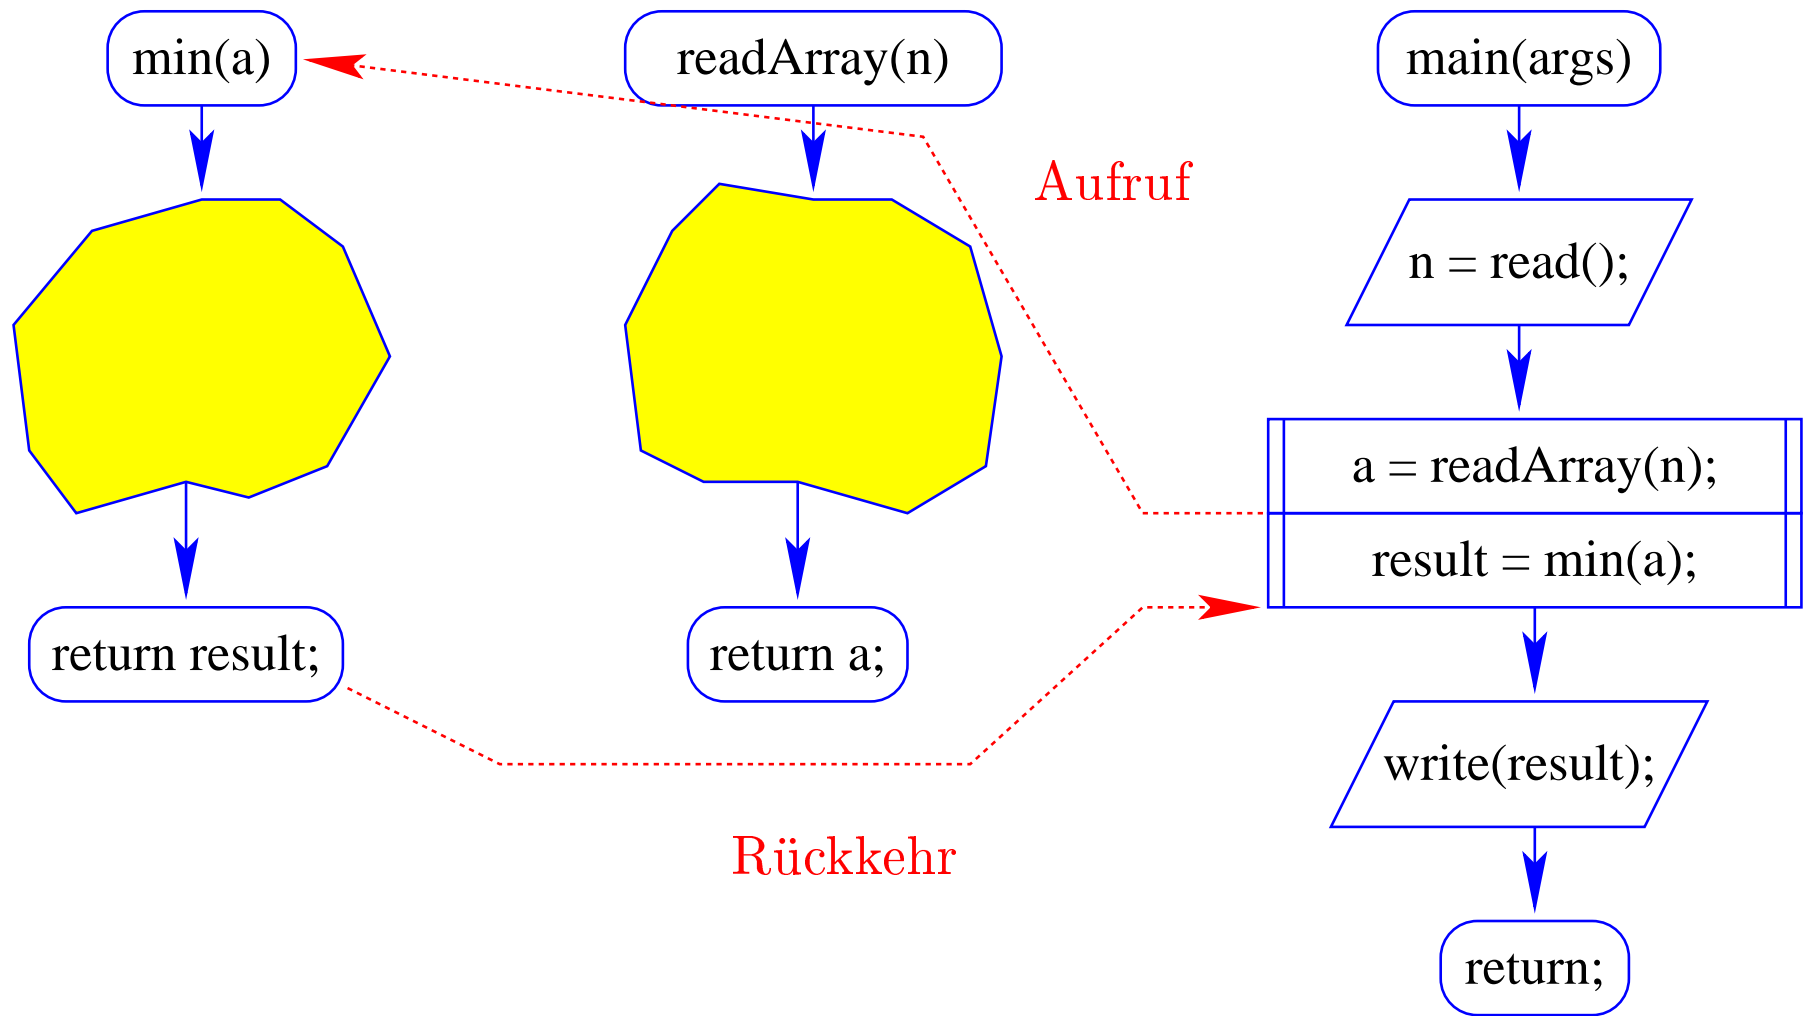 min(a)
readArray(n)
main(args)
Aufruf
n = read();
a = readArray(n);
result = min(a);
return result;
return a;
write(result);
Rückkehr
return;